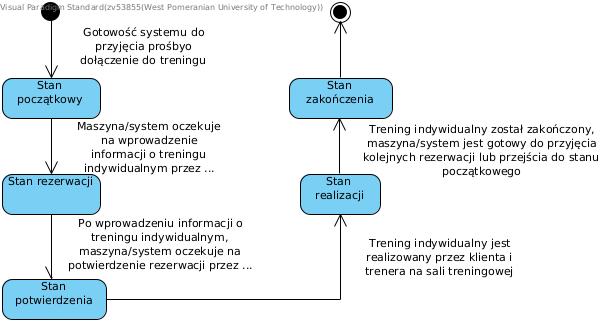 Visual Paradigm Standard(zv53855(West Pomeranian University of Technology))
Gotowość systemu do
przyjęcia prośbyo
dołączenie do treningu
Stan
początkowy
Maszyna/system oczekuje
na wprowadzenie
informacji o treningu
indywidualnym przez ...
Stan rezerwacji
Po wprowadzeniu informacji o
treningu indywidualnym,
maszyna/system oczekuje na
potwierdzenie rezerwacji przez ...
Stan
potwierdzenia
Stan
zakończenia
Trening indywidualny został zakończony,
maszyna/system jest gotowy do przyjęcia
kolejnych rezerwacji lub przejścia do stanu
początkowego
Stan
realizacji
Trening indywidualny jest
realizowany przez klienta i
trenera na sali treningowej